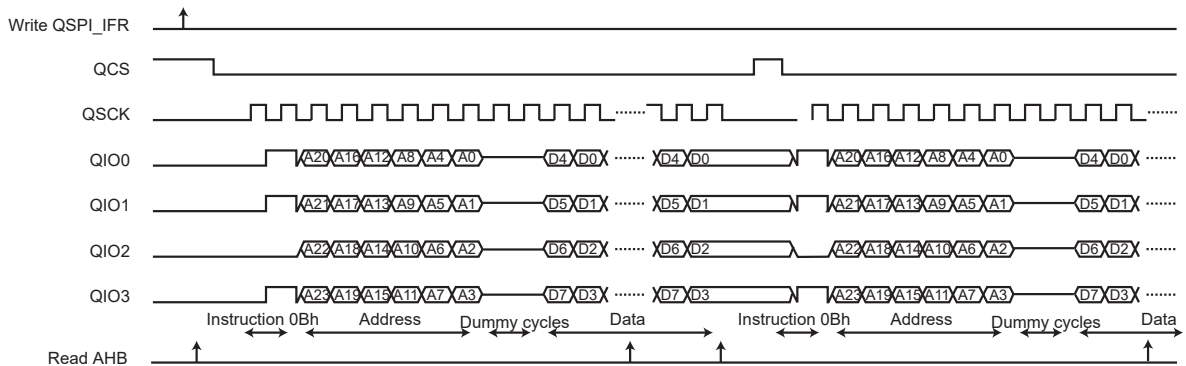 Write QSPI_IFR
QCS
QSCK
QIO0 A20 A16 A12 A8 A4 A0 D4 D0 D4 D0 A20 A16 A12 A8 A4 A0 D4 D0
QIO1 A21 A17 A13 A9 A5 A1 D5 D1 D5 D1 A21 A17 A13 A9 A5 A1 D5 D1
QIO2 A22 A18 A14 A10 A6 A2 D6 D2 D6 D2 A22 A18 A14 A10 A6 A2 D6 D2
QIO3 A23 A19 A15 A11 A7 A3 D7 D3 D7 D3 A23 A19 A15 A11 A7 A3 D7 D3
Instruction 0Bh Address Dummy cycles Data Instruction 0Bh Address Dummy cycles Data
Read AHB